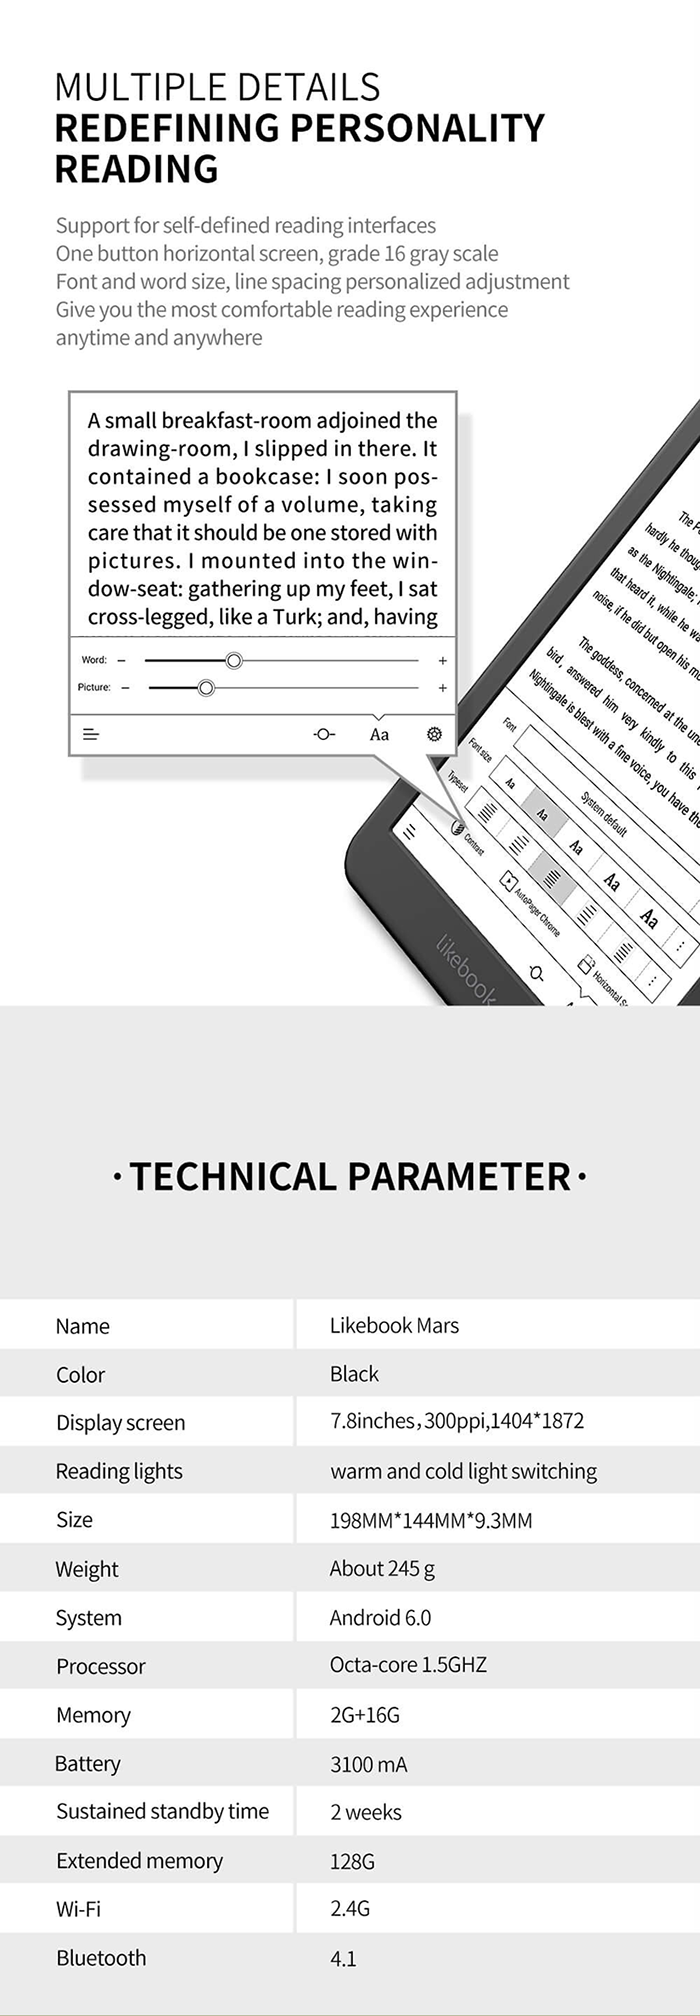 MULTIPLE DETAILS
REDEFINING PERSONALITY
READING
Support for self-defined reading interfaces
One button horizontal screen, grade 16 gray scale
Font and word size, line spacing personalized adjustment
Give you the most comfortable reading experience
anytime and anywhere
A small breakfast-room adjoined the
drawing-room, I slipped in there. It
contained a bookcase: I soon pos-
sessed myself of a volume, taking
care that it should be one stored with
pictures. I mounted into the win-
dow-seat: gathering up my feet, I sat
cross-legged, like a Turk; and, having
Word: − +
Picture: − +
Aa
The
hardly he
as the Nightingale;
that heard it, while he
noise, if he did but open his
The goddess, concerned at the
bird, answered him very kindly to this
Nightingale is blest with a fine voice, you have
Font
System default
Font size
Aa Aa Aa Aa Aa
Typeset
Contrast
AutoPager Chrome
Horizontal
likebook
· TECHNICAL PARAMETER ·
Name Likebook Mars
Color Black
Display screen 7.8inches,300ppi,1404*1872
Reading lights warm and cold light switching
Size 198MM*144MM*9.3MM
Weight About 245 g
System Android 6.0
Processor Octa-core 1.5GHZ
Memory 2G+16G
Battery 3100 mA
Sustained standby time 2 weeks
Extended memory 128G
Wi-Fi 2.4G
Bluetooth 4.1